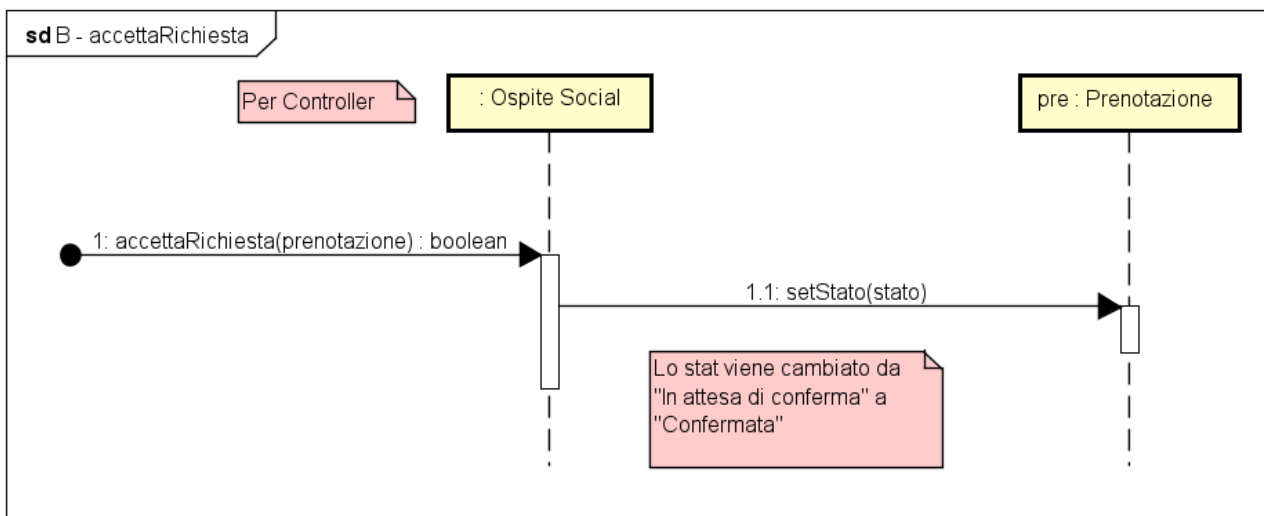 sd B - accettaRichiesta
Per Controller
: Ospite Social
pre : Prenotazione
1: accettaRichiesta(prenotazione) : boolean
1.1: setStato(stato)
Lo stat viene cambiato da
"In attesa di conferma" a
"Confermata"